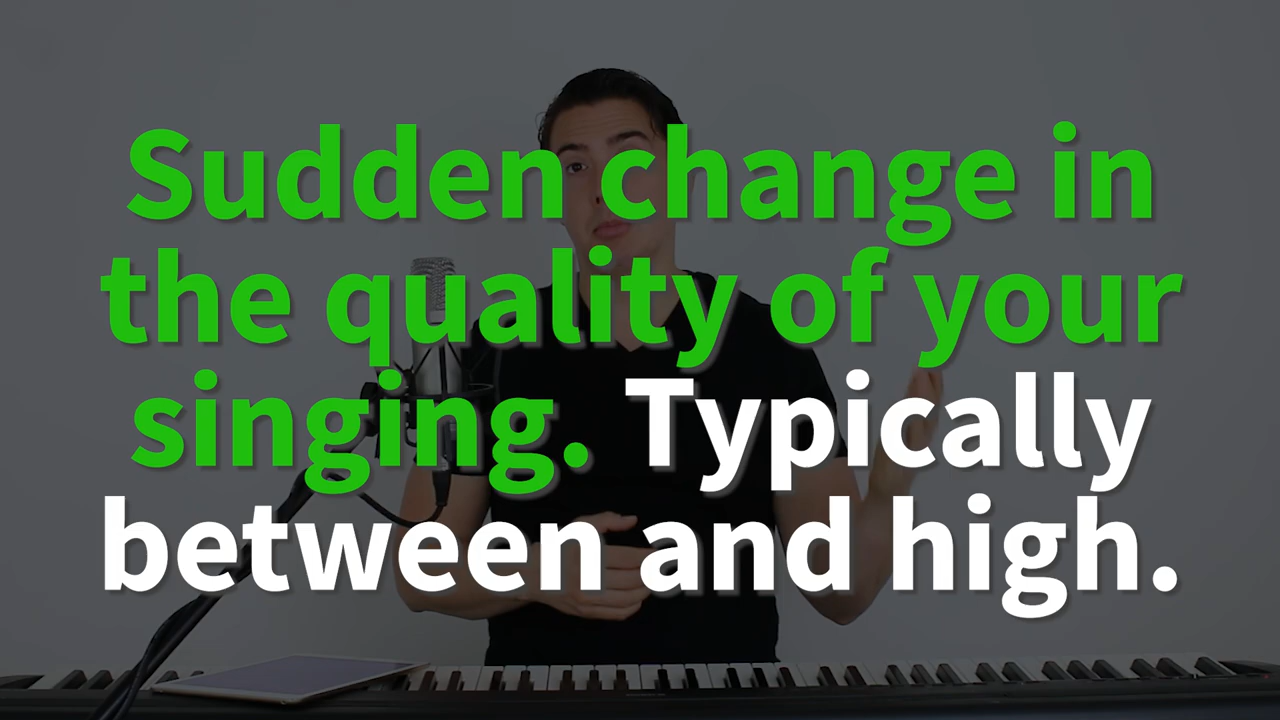 Sudden change in
the quality of your
singing. Typically
between and high.